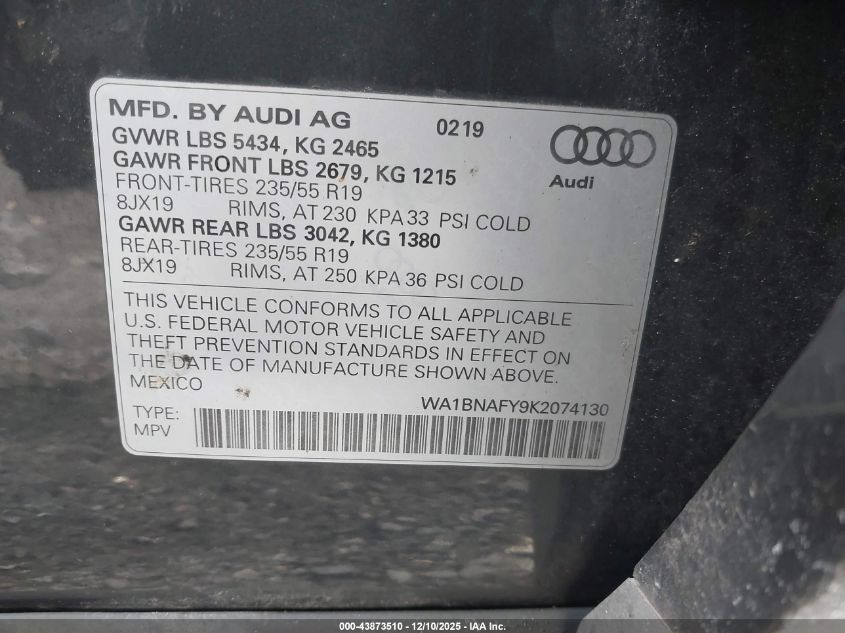 MFD. BY AUDI AG 0219
GVWR LBS 5434, KG 2465
GAWR FRONT LBS 2679, KG 1215
FRONT-TIRES 235/55 R19
8JX19 RIMS, AT 230 KPA 33 PSI COLD
GAWR REAR LBS 3042, KG 1380
REAR-TIRES 235/55 R19
8JX19 RIMS, AT 250 KPA 36 PSI COLD
Audi
THIS VEHICLE CONFORMS TO ALL APPLICABLE
U.S. FEDERAL MOTOR VEHICLE SAFETY AND
THEFT PREVENTION STANDARDS IN EFFECT ON
THE DATE OF MANUFACTURE SHOWN ABOVE.
MEXICO
WA1BNAFY9K2074130
TYPE:
MPV
000-43873510 - 12/10/2025 - WWW.IAAI.COM